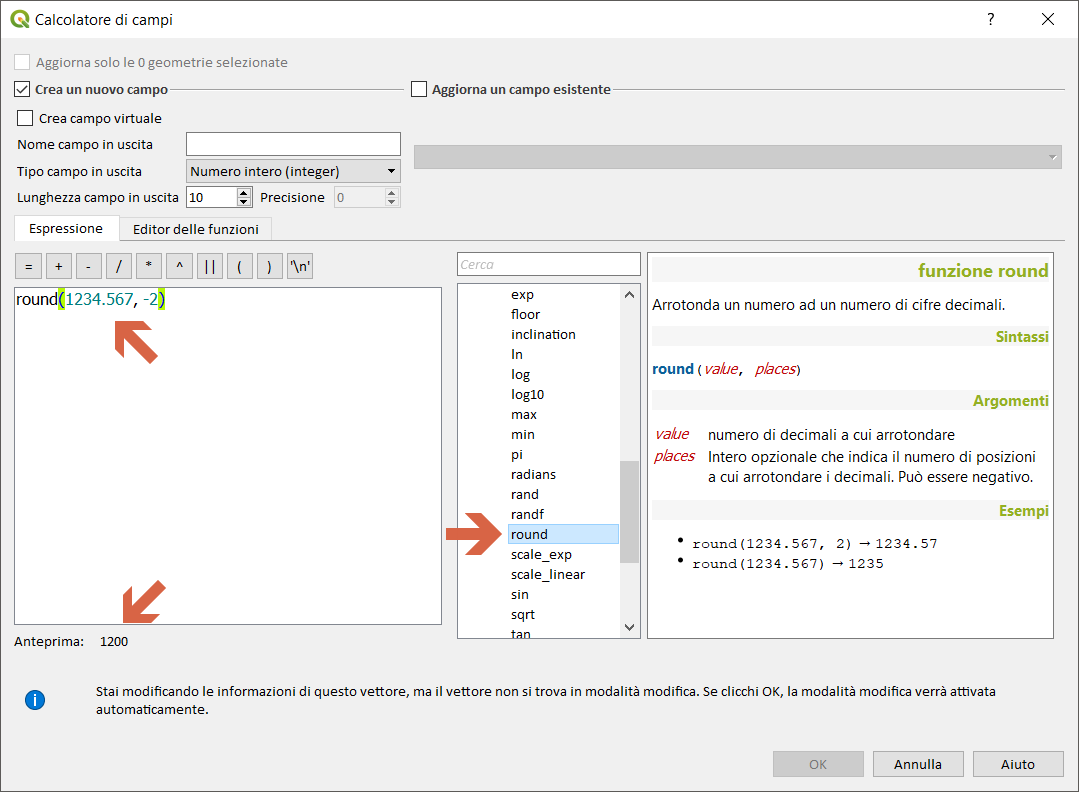 Calcolatore di campi
?
Aggiorna solo le 0 geometrie selezionate
Crea un nuovo campo
Aggiorna un campo esistente
Crea campo virtuale
Nome campo in uscita
Tipo campo in uscita
Numero intero (integer)
Lunghezza campo in uscita
10
Precisione
0
Espressione
Editor delle funzioni
= + - / * ^ || ( ) '\n'
round(1234.567, -2)
Anteprima: 1200
Cerca
exp
floor
inclination
ln
log
log10
max
min
pi
radians
rand
randf
round
scale_exp
scale_linear
sin
sqrt
tan
funzione round
Arrotonda un numero ad un numero di cifre decimali.
Sintassi
round(value, places)
Argomenti
value numero di decimali a cui arrotondare
places Intero opzionale che indica il numero di posizioni
a cui arrotondare i decimali. Può essere negativo.
Esempi
• round(1234.567, 2) → 1234.57
• round(1234.567) → 1235
Stai modificando le informazioni di questo vettore, ma il vettore non si trova in modalità modifica. Se clicchi OK, la modalità modifica verrà attivata
automaticamente.
OK
Annulla
Aiuto